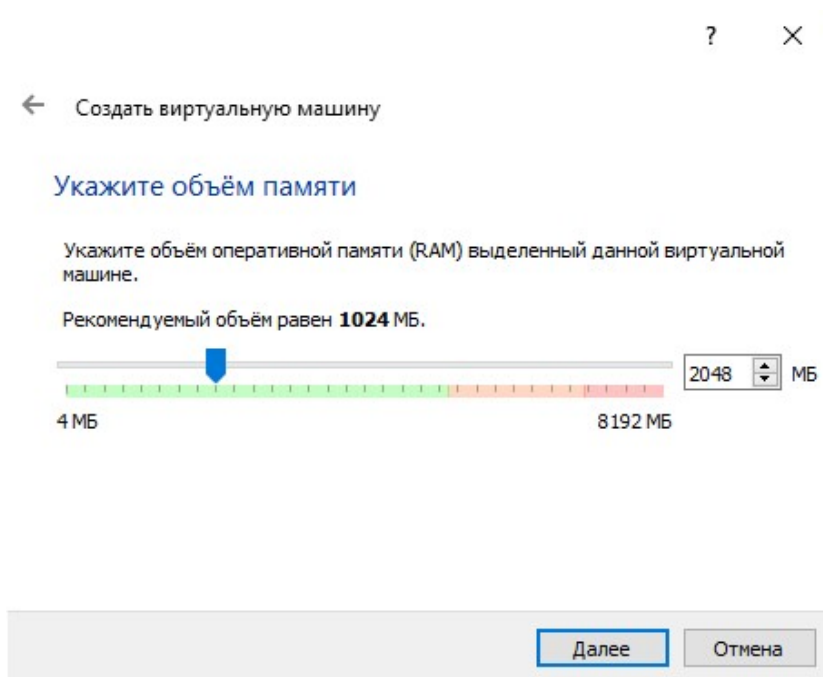 ?
Создать виртуальную машину
Укажите объём памяти
Укажите объём оперативной памяти (RAM) выделенный данной виртуальной
машине.
Рекомендуемый объём равен 1024 МБ.
2048 МБ
4 МБ 8192 МБ
Далее Отмена